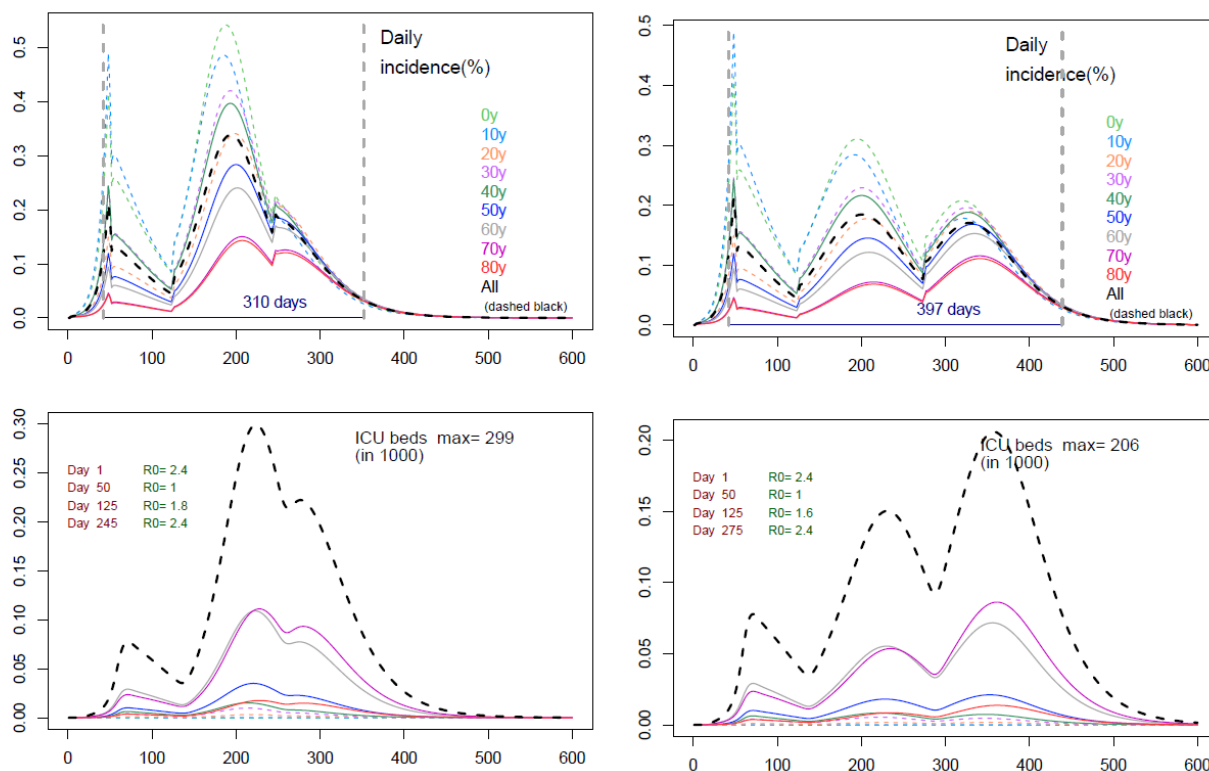 Daily
incidence(%)
0y
10y
20y
30y
40y
50y
60y
70y
80y
All
(dashed black)
310 days
0.0
0.1
0.2
0.3
0.4
0.5
0 100 200 300 400 500 600
Daily
incidence(%)
0y
10y
20y
30y
40y
50y
60y
70y
80y
All
(dashed black)
397 days
0.0
0.1
0.2
0.3
0.4
0.5
0 100 200 300 400 500 600
ICU beds max= 299
(in 1000)
Day 1 R0= 2.4
Day 50 R0= 1
Day 125 R0= 1.8
Day 245 R0= 2.4
0.00
0.05
0.10
0.15
0.20
0.25
0.30
0 100 200 300 400 500 600
ICU beds max= 206
(in 1000)
Day 1 R0= 2.4
Day 50 R0= 1
Day 125 R0= 1.6
Day 275 R0= 2.4
0.00
0.05
0.10
0.15
0.20
0 100 200 300 400 500 600